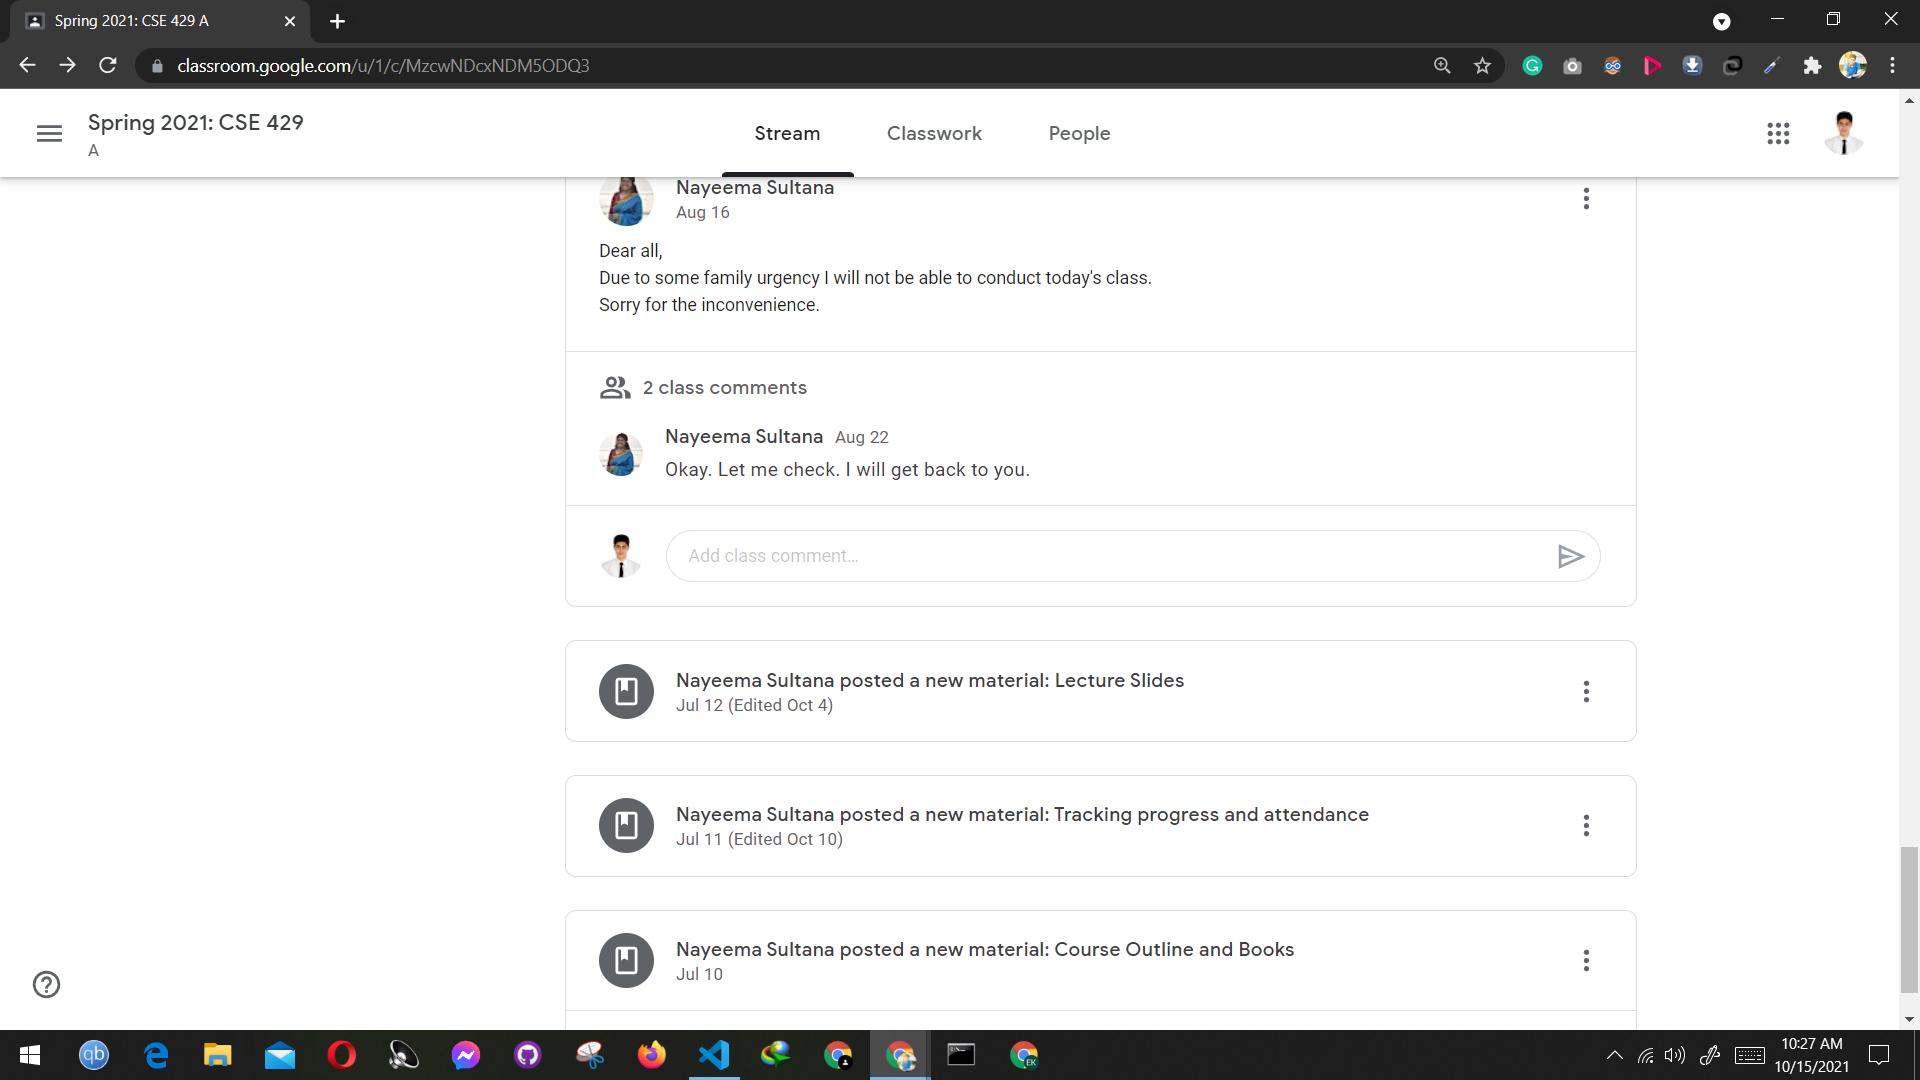 Spring 2021: CSE 429 A
classroom.google.com/u/1/c/MzcwNDcxNDM5ODQ3
Spring 2021: CSE 429
A
Stream
Classwork
People
Nayeema Sultana
Aug 16
Dear all,
Due to some family urgency I will not be able to conduct today's class.
Sorry for the inconvenience.
2 class comments
Nayeema Sultana Aug 22
Okay. Let me check. I will get back to you.
Add class comment...
Nayeema Sultana posted a new material: Lecture Slides
Jul 12 (Edited Oct 4)
Nayeema Sultana posted a new material: Tracking progress and attendance
Jul 11 (Edited Oct 10)
Nayeema Sultana posted a new material: Course Outline and Books
Jul 10
qb
EK
10:27 AM
10/15/2021